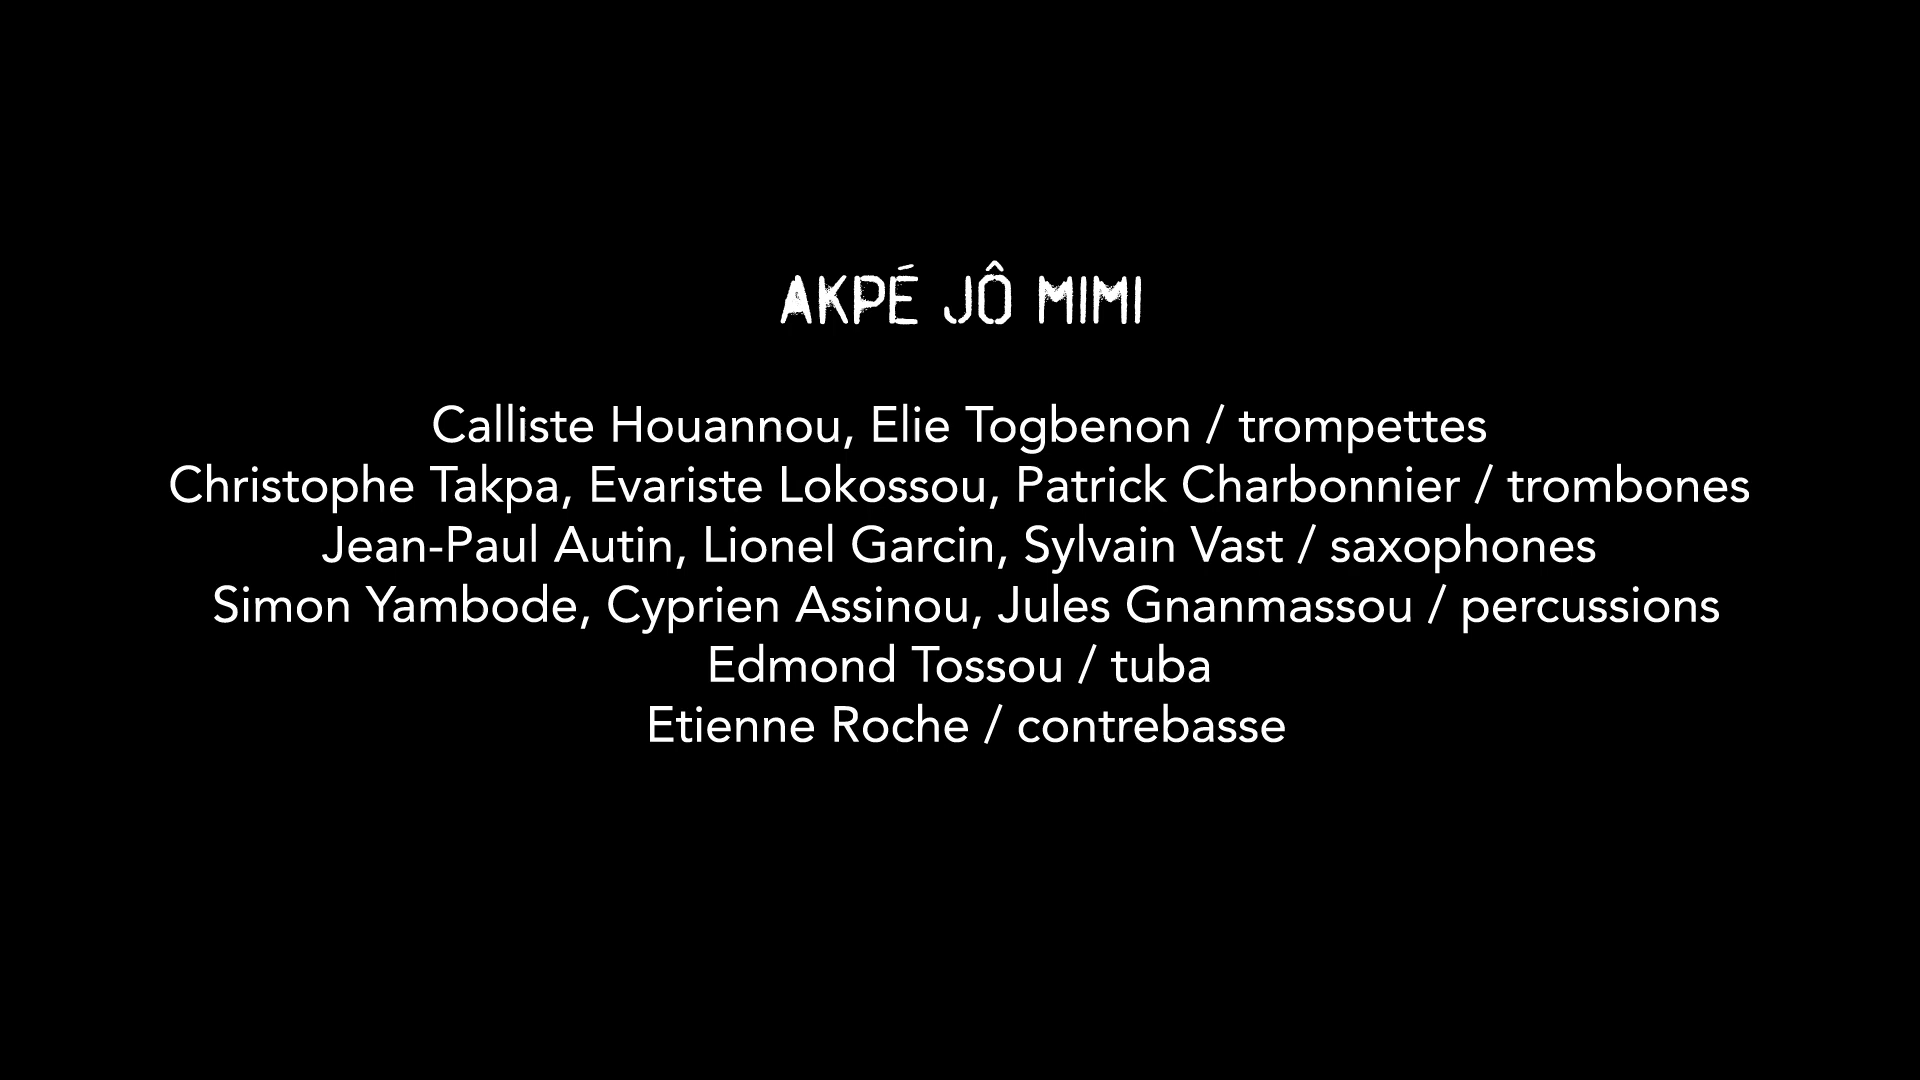 AKPÉ JÔ MIMI
Calliste Houannou, Elie Togbenon / trompettes
Christophe Takpa, Evariste Lokossou, Patrick Charbonnier / trombones
Jean-Paul Autin, Lionel Garcin, Sylvain Vast / saxophones
Simon Yambode, Cyprien Assinou, Jules Gnanmassou / percussions
Edmond Tossou / tuba
Etienne Roche / contrebasse